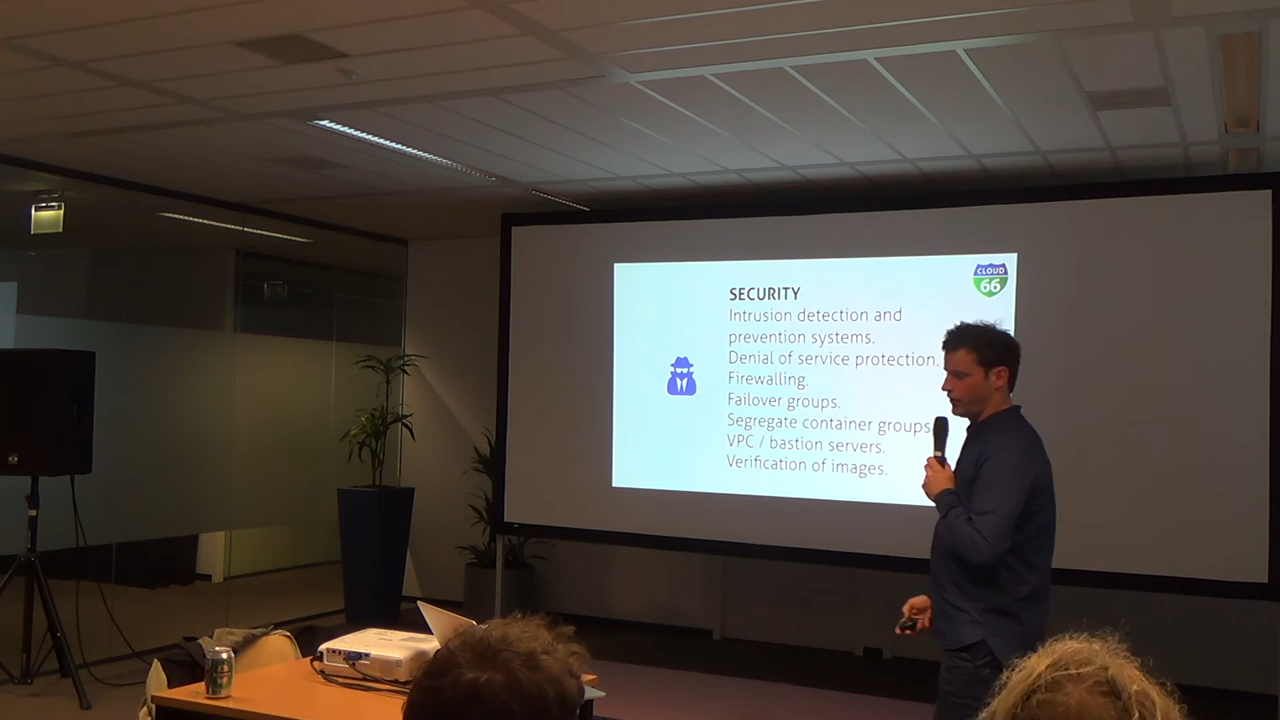 CLOUD
66
SECURITY
Intrusion detection and
prevention systems.
Denial of service protection.
Firewalling.
Failover groups.
Segregate container groups
VPC / bastion servers.
Verification of images.